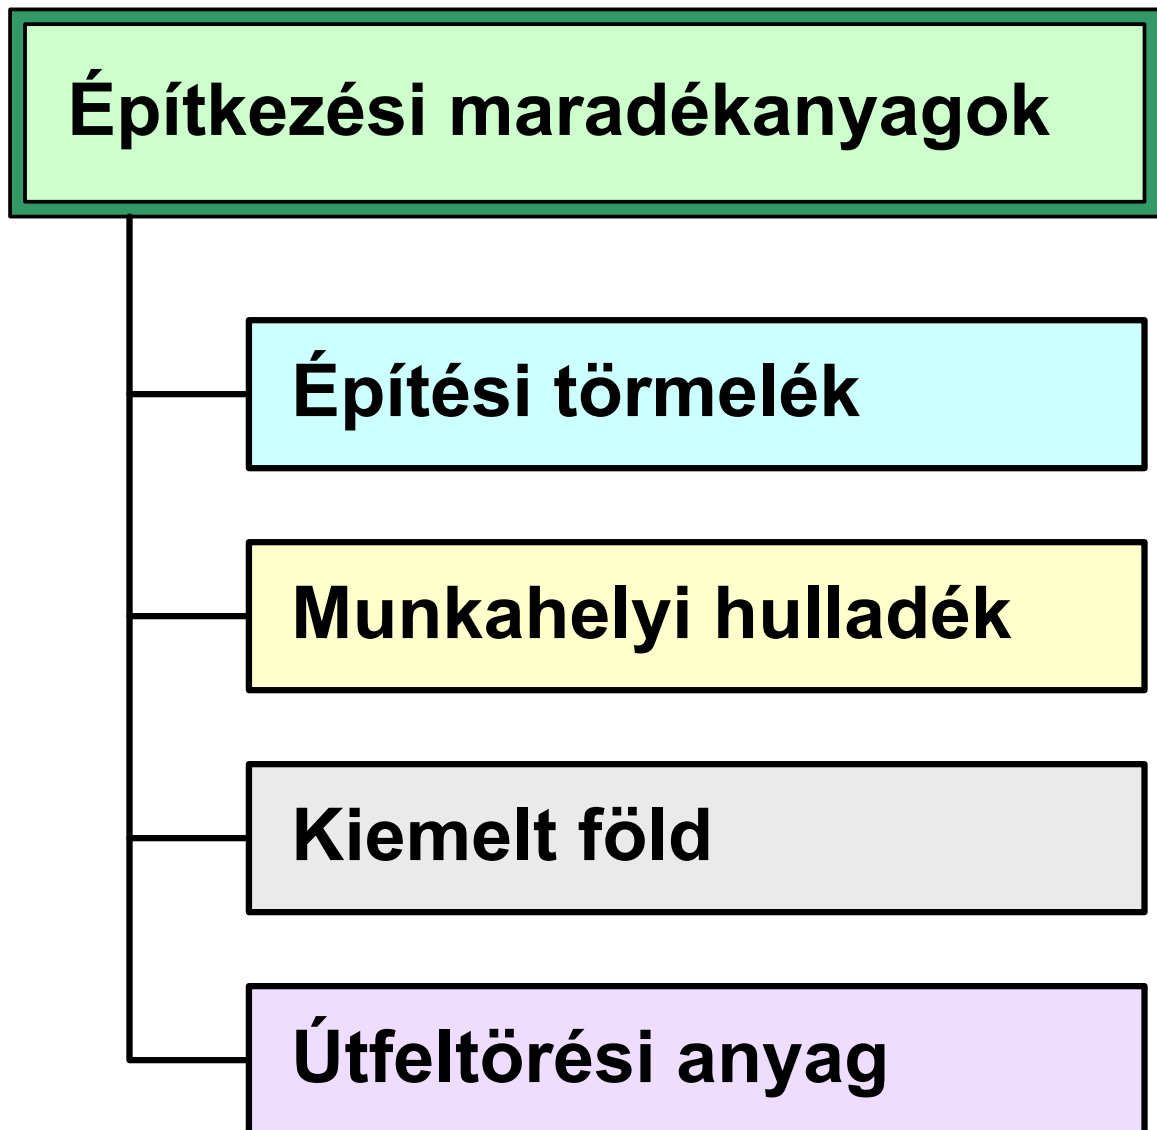 Építkezési maradékanyagok
Építési törmelék
Munkahelyi hulladék
Kiemelt föld
Útfeltörési anyag